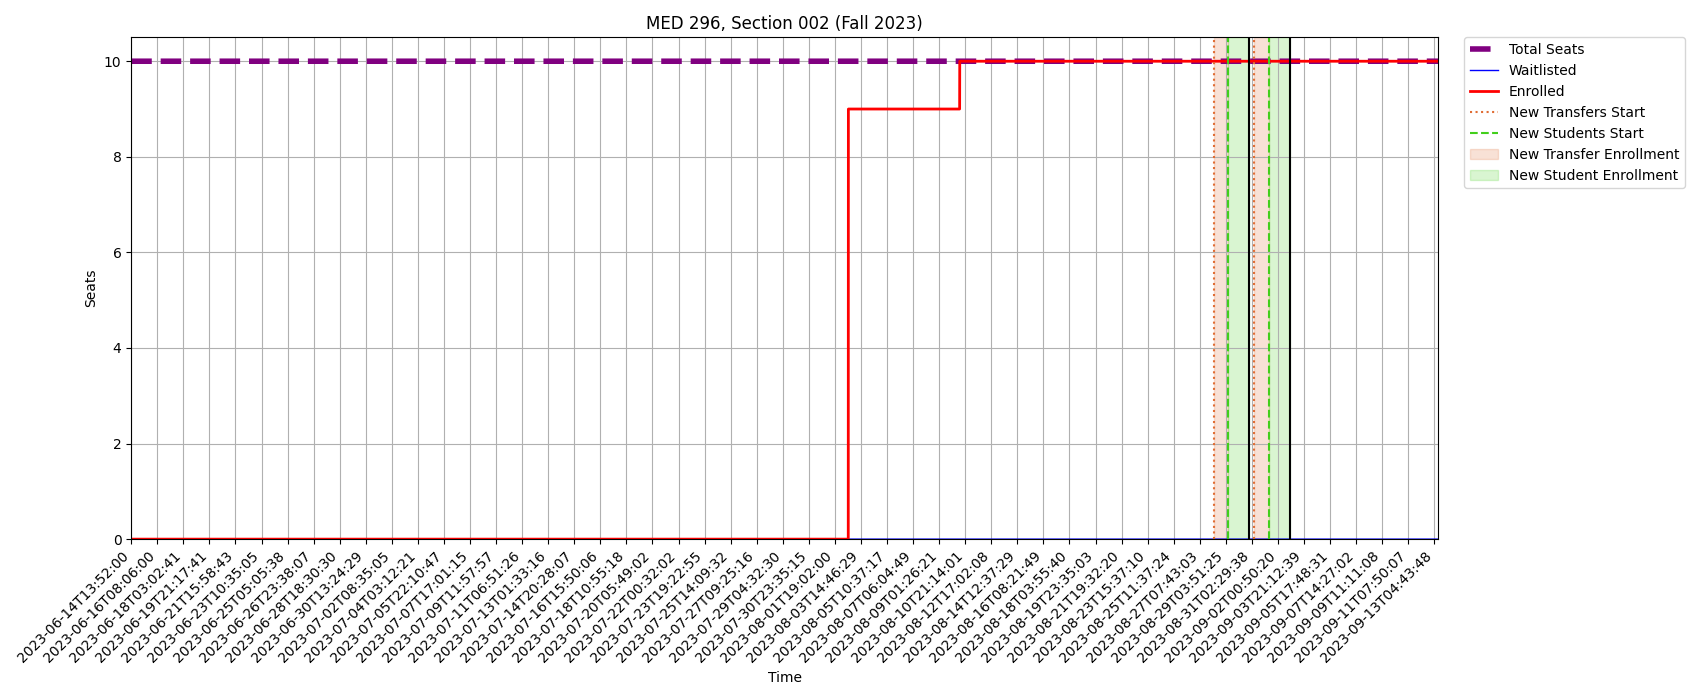 MED 296, Section 002 (Fall 2023)
Seats
10
8
6
4
2
0
2023-06-14T13:52:00
2023-06-16T08:06:00
2023-06-18T03:02:41
2023-06-19T21:17:41
2023-06-21T15:58:43
2023-06-23T10:35:05
2023-06-25T05:05:38
2023-06-26T23:38:07
2023-06-28T18:30:30
2023-06-30T13:24:29
2023-07-02T08:35:05
2023-07-04T03:12:21
2023-07-05T22:10:47
2023-07-07T17:01:15
2023-07-09T11:57:57
2023-07-11T06:51:26
2023-07-13T01:33:16
2023-07-14T20:28:07
2023-07-16T15:50:06
2023-07-18T10:55:18
2023-07-20T05:49:02
2023-07-22T00:32:02
2023-07-23T19:22:55
2023-07-25T14:09:32
2023-07-27T09:25:16
2023-07-29T04:32:30
2023-07-30T23:35:15
2023-08-01T19:02:00
2023-08-03T14:46:29
2023-08-05T10:37:17
2023-08-07T06:04:49
2023-08-09T01:26:21
2023-08-10T21:14:01
2023-08-12T17:02:08
2023-08-14T12:37:29
2023-08-16T08:21:49
2023-08-18T03:55:40
2023-08-19T23:35:03
2023-08-21T19:32:20
2023-08-23T15:37:10
2023-08-25T11:37:24
2023-08-27T07:43:03
2023-08-29T03:51:25
2023-08-31T02:29:38
2023-09-02T00:50:20
2023-09-03T21:12:39
2023-09-05T17:48:31
2023-09-07T14:27:02
2023-09-09T11:11:08
2023-09-11T07:50:07
2023-09-13T04:43:48
Time
Total Seats
Waitlisted
Enrolled
New Transfers Start
New Students Start
New Transfer Enrollment
New Student Enrollment